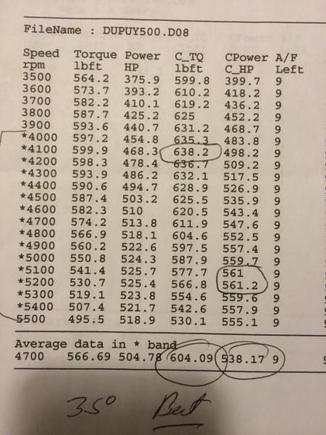 FileName : DUPUY500.D08
Speed Torque Power C_TQ CPower A/F
rpm lbft HP lbft C_HP Left
3500 564.2 375.9 599.8 399.7 9
3600 573.7 393.2 610.2 418.2 9
3700 582.2 410.1 619.2 436.2 9
3800 587.7 425.2 625 452.2 9
3900 593.6 440.7 631.2 468.7 9
*4000 597.2 454.8 635.3 483.8 9
*4100 599.9 468.3 638.2 498.2 9
*4200 598.3 478.4 636.7 509.2 9
*4300 593.9 486.2 632.1 517.5 9
*4400 590.6 494.7 628.9 526.9 9
*4500 587.4 503.2 625.5 535.9 9
*4600 582.3 510 620.5 543.4 9
*4700 574.2 513.8 611.9 547.6 9
*4800 566.9 518.1 604.6 552.5 9
*4900 560.2 522.6 597.5 557.4 9
*5000 550.8 524.3 587.9 559.7 9
*5100 541.4 525.7 577.7 561 9
*5200 530.7 525.4 566.8 561.2 9
*5300 519.1 523.8 554.6 559.6 9
*5400 507.4 521.7 542.6 557.9 9
5500 495.5 518.9 530.1 555.1 9
Average data in * band
4700 566.69 504.78 604.09 538.17 9
35° Best